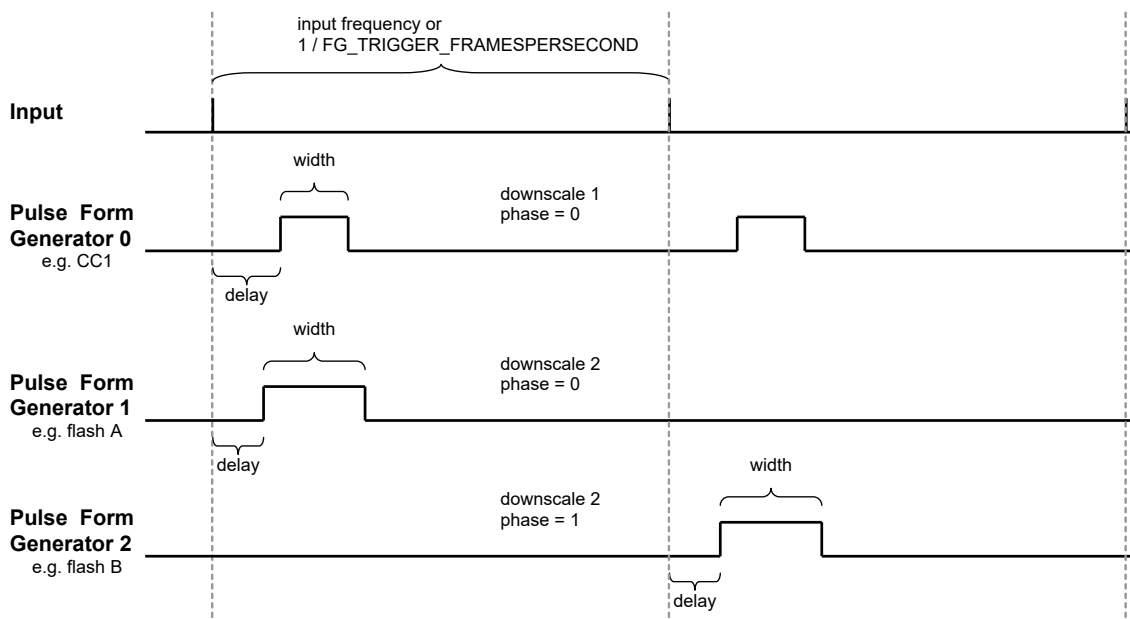 input frequency or
1 / FG_TRIGGER_FRAMESPERSECOND
Input
width
downscale 1
phase = 0
Pulse Form
Generator 0
e.g. CC1
delay
width
downscale 2
phase = 0
Pulse Form
Generator 1
e.g. flash A
delay
width
downscale 2
phase = 1
Pulse Form
Generator 2
e.g. flash B
delay